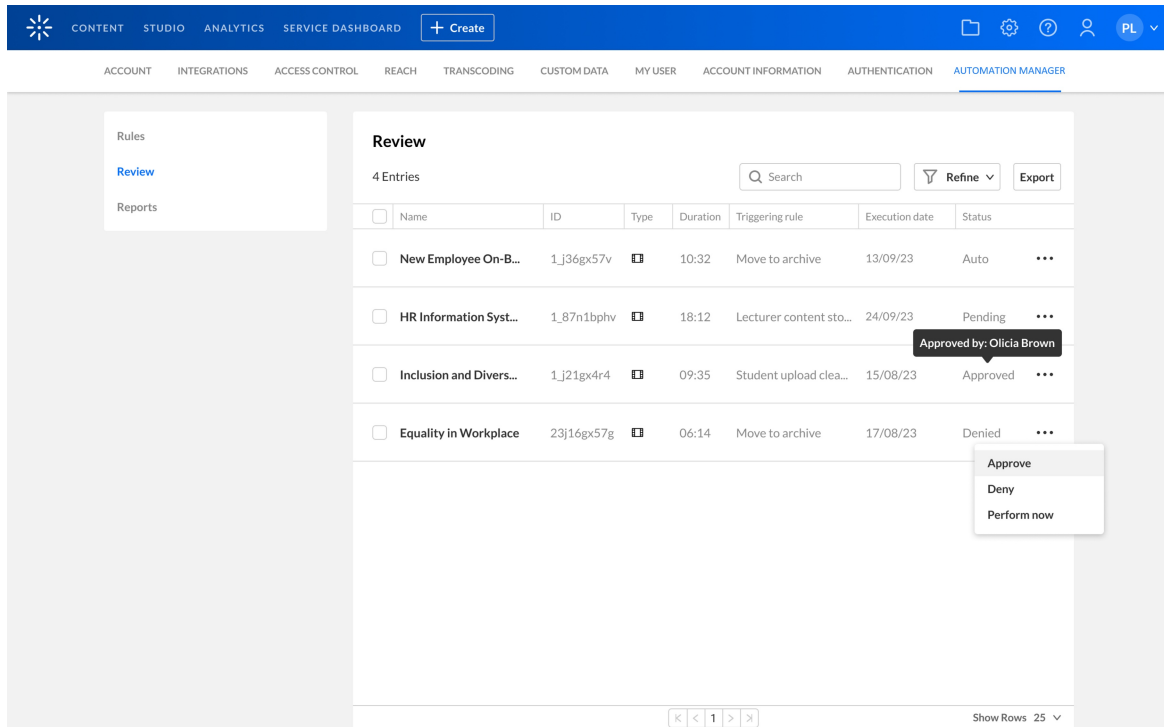 CONTENT STUDIO ANALYTICS SERVICE DASHBOARD + Create PL
ACCOUNT INTEGRATIONS ACCESS CONTROL REACH TRANSCODING CUSTOM DATA MY USER ACCOUNT INFORMATION AUTHENTICATION AUTOMATION MANAGER
Rules
Review
Reports
Review
4 Entries Search Refine Export
Name ID Type Duration Triggering rule Execution date Status
New Employee On-B... 1_j36gx57v 10:32 Move to archive 13/09/23 Auto
HR Information Syst... 1_87n1bphv 18:12 Lecturer content sto... 24/09/23 Pending
Approved by: Olicia Brown
Inclusion and Divers... 1_j21gx4r4 09:35 Student upload clea... 15/08/23 Approved
Equality in Workplace 23j16gx57g 06:14 Move to archive 17/08/23 Denied
Approve
Deny
Perform now
1 Show Rows 25